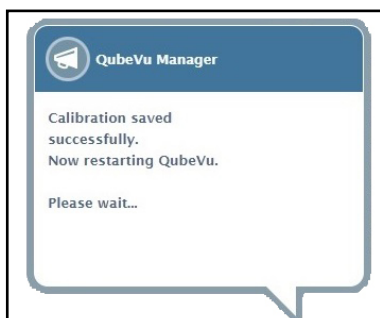 QubeVu Manager
Calibration saved
successfully.
Now restarting QubeVu.
Please wait...